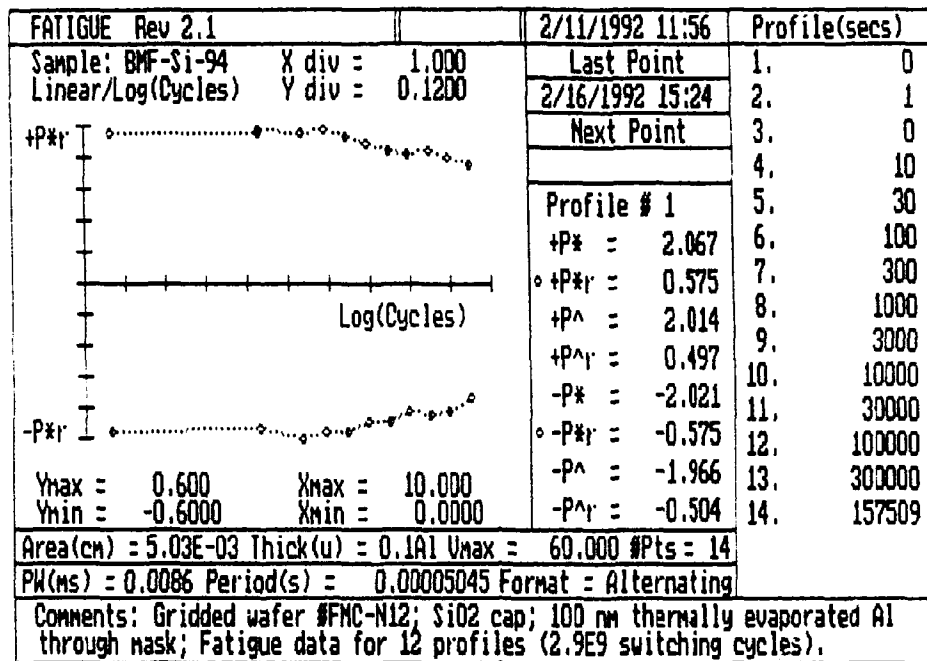 FATIGUE Rev 2.1
2/11/1992 11:56
Profile(secs)
Sample: BMF-Si-94 X div = 1.000
Linear/Log(Cycles) Y div = 0.1200
Last Point
2/16/1992 15:24
Next Point
1. 0
2. 1
3. 0
4. 10
5. 30
6. 100
7. 300
8. 1000
9. 3000
10. 10000
11. 30000
12. 100000
13. 300000
14. 157509
+P*r
Log(Cycles)
-P*r
Profile # 1
+P* = 2.067
+P*r = 0.575
+P^ = 2.014
+P^r = 0.497
-P* = -2.021
-P*r = -0.575
-P^ = -1.966
-P^r = -0.504
Ymax = 0.600 Xmax = 10.000
Ymin = -0.6000 Xmin = 0.0000
Area(cm) = 5.03E-03 Thick(u) = 0.1Al Vmax = 60.000 #Pts = 14
PW(ms) = 0.0086 Period(s) = 0.00005045 Format = Alternating
Comments: Gridded wafer #FMC-N12; SiO2 cap; 100 nm thermally evaporated Al
through mask; Fatigue data for 12 profiles (2.9E9 switching cycles).